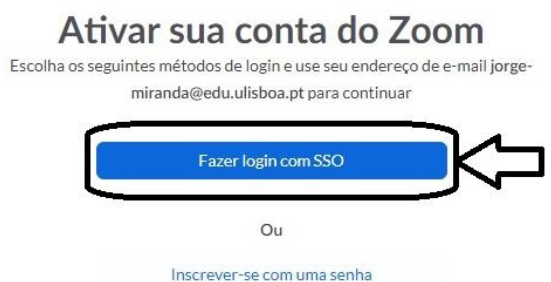 Ativar sua conta do Zoom
Escolha os seguintes métodos de login e use seu endereço de e-mail jorge-
miranda@edu.ulisboa.pt para continuar
Fazer login com SSO
Ou
Inscrever-se com uma senha